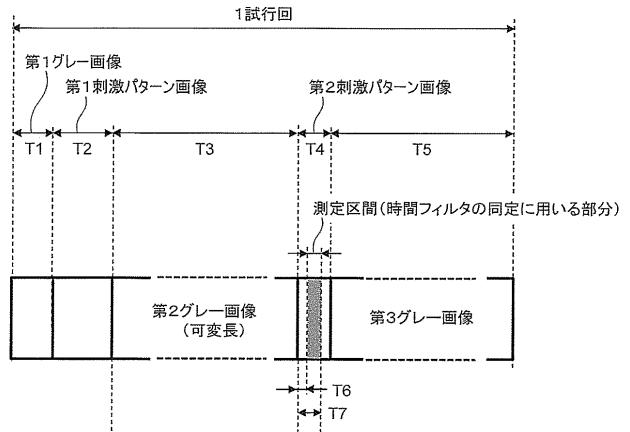 1試行回
第1グレー画像
第1刺激パターン画像
第2刺激パターン画像
T1
T2
T3
T4
T5
測定区間(時間フィルタの同定に用いる部分)
第2グレー画像
(可変長)
第3グレー画像
T6
T7